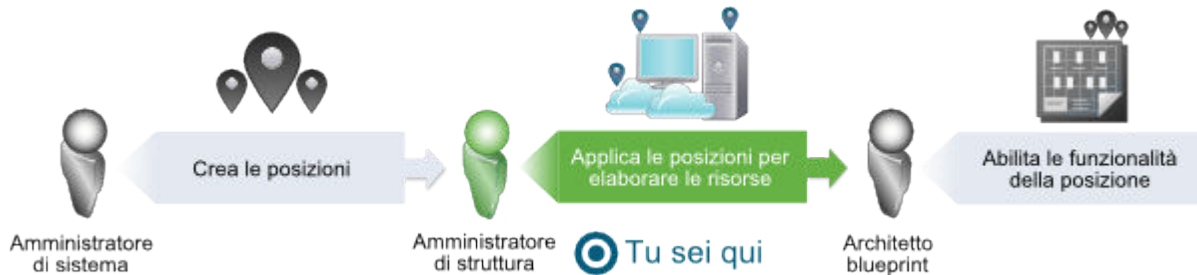 Crea le posizioni
Applica le posizioni per
elaborare le risorse
Abilita le funzionalità
della posizione
Amministratore
di sistema
Amministratore
di struttura
Tu sei qui
Architetto
blueprint